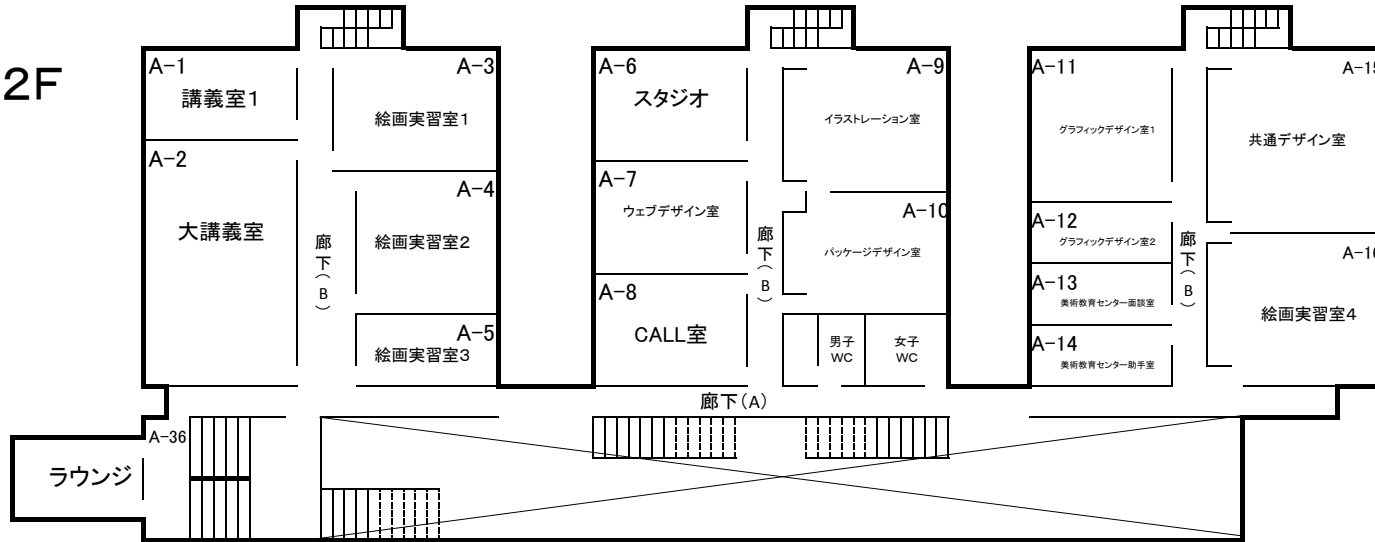 2F
A-1
講義室1
A-2
大講義室
廊下(B)
A-3
絵画実習室1
A-4
絵画実習室2
A-5
絵画実習室3
A-6
スタジオ
A-7
ウェブデザイン室
A-8
CALL室
廊下(B)
A-9
イラストレーション室
A-10
パッケージデザイン室
男子
WC
女子
WC
A-11
グラフィックデザイン室1
A-12
グラフィックデザイン室2
A-13
美術教育センター面談室
A-14
美術教育センター助手室
廊下(B)
A-15
共通デザイン室
A-16
絵画実習室4
廊下(A)
A-36
ラウンジ